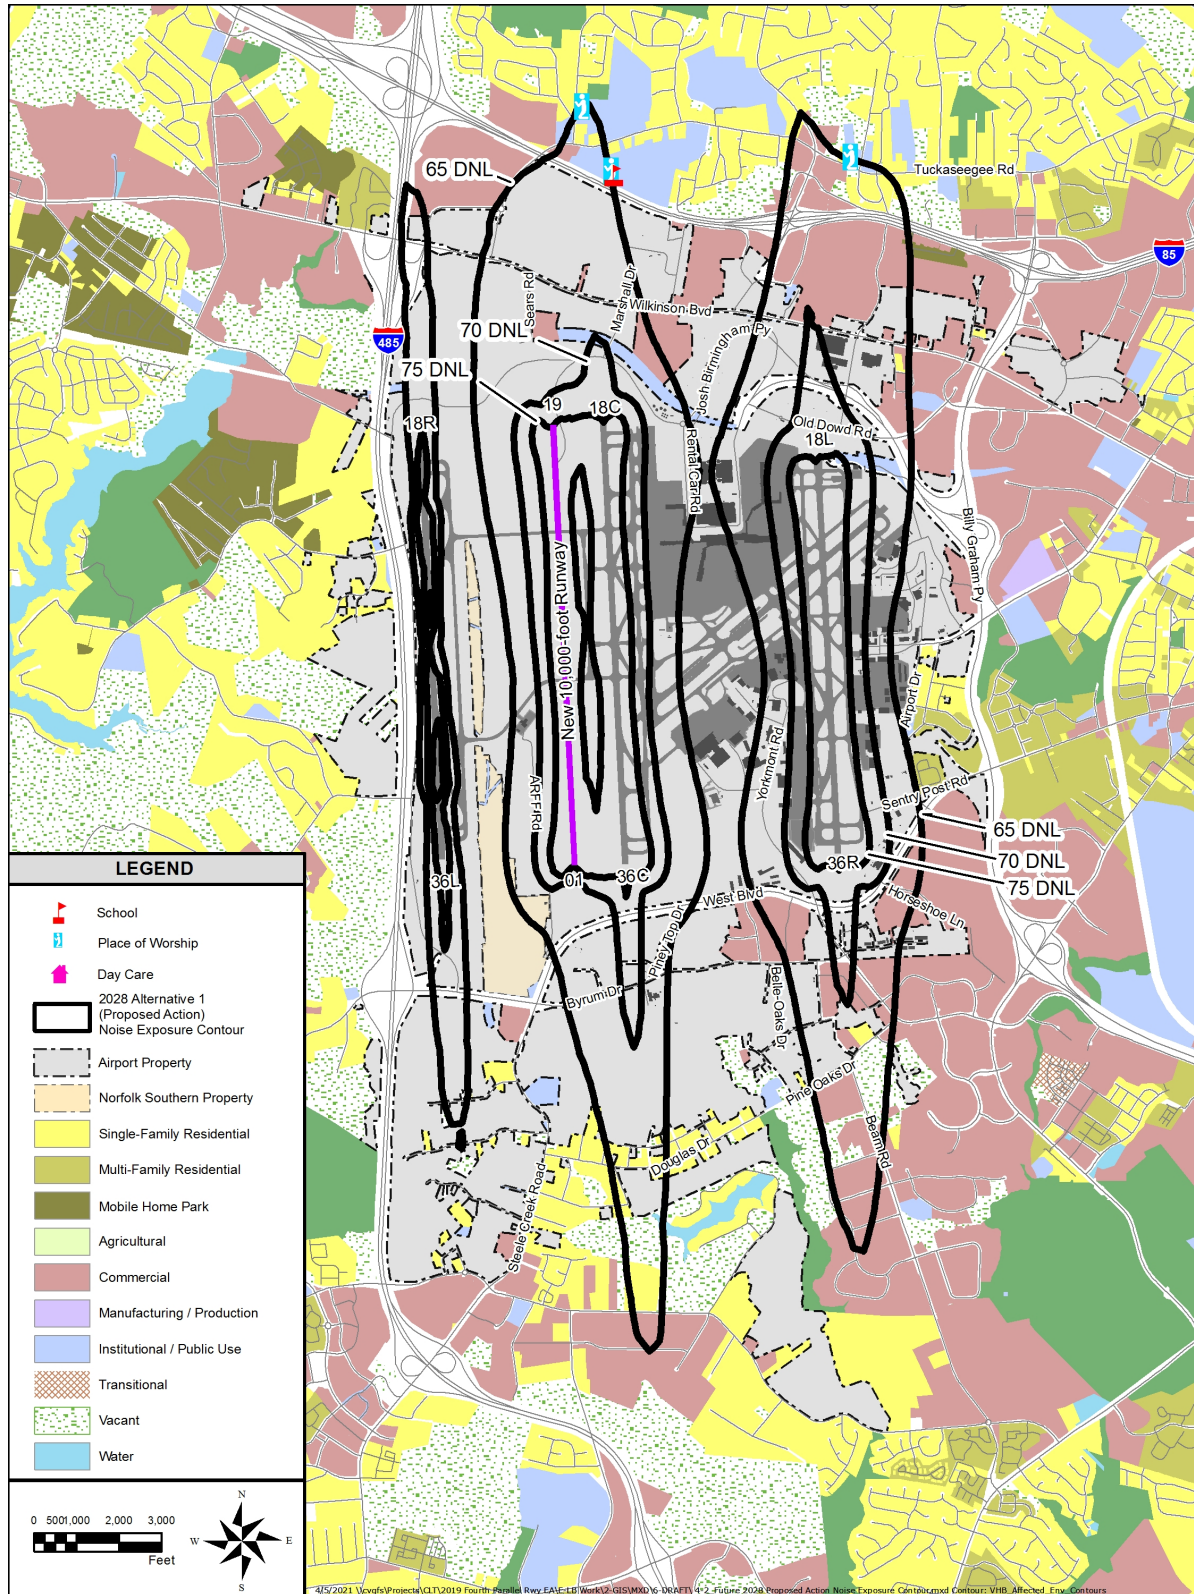 65 DNL
Tuckaseegee Rd
85
Sears Rd
Marshall Dr
Wilkinson Blvd
70 DNL
485
Josh Birmingham Py
75 DNL
19
18C
18R
Old Dowd Rd
18L
Rental Car Rd
Billy Graham Py
New 10,000-foot Runway
Airport Dr
Yorkmont Rd
ARFF Rd
Sentry Post Rd
65 DNL
70 DNL
75 DNL
36R
36L
01
36C
West Blvd
Horseshoe Ln
Piney Top Dr
Byrum Dr
Belle Oaks Dr
Pine Oaks Dr
Beam Rd
Douglas Dr
Steele Creek Road
LEGEND
School
Place of Worship
Day Care
2028 Alternative 1
(Proposed Action)
Noise Exposure Contour
Airport Property
Norfolk Southern Property
Single-Family Residential
Multi-Family Residential
Mobile Home Park
Agricultural
Commercial
Manufacturing / Production
Institutional / Public Use
Transitional
Vacant
Water
0 500 1,000 2,000 3,000
Feet
N
W
E
S